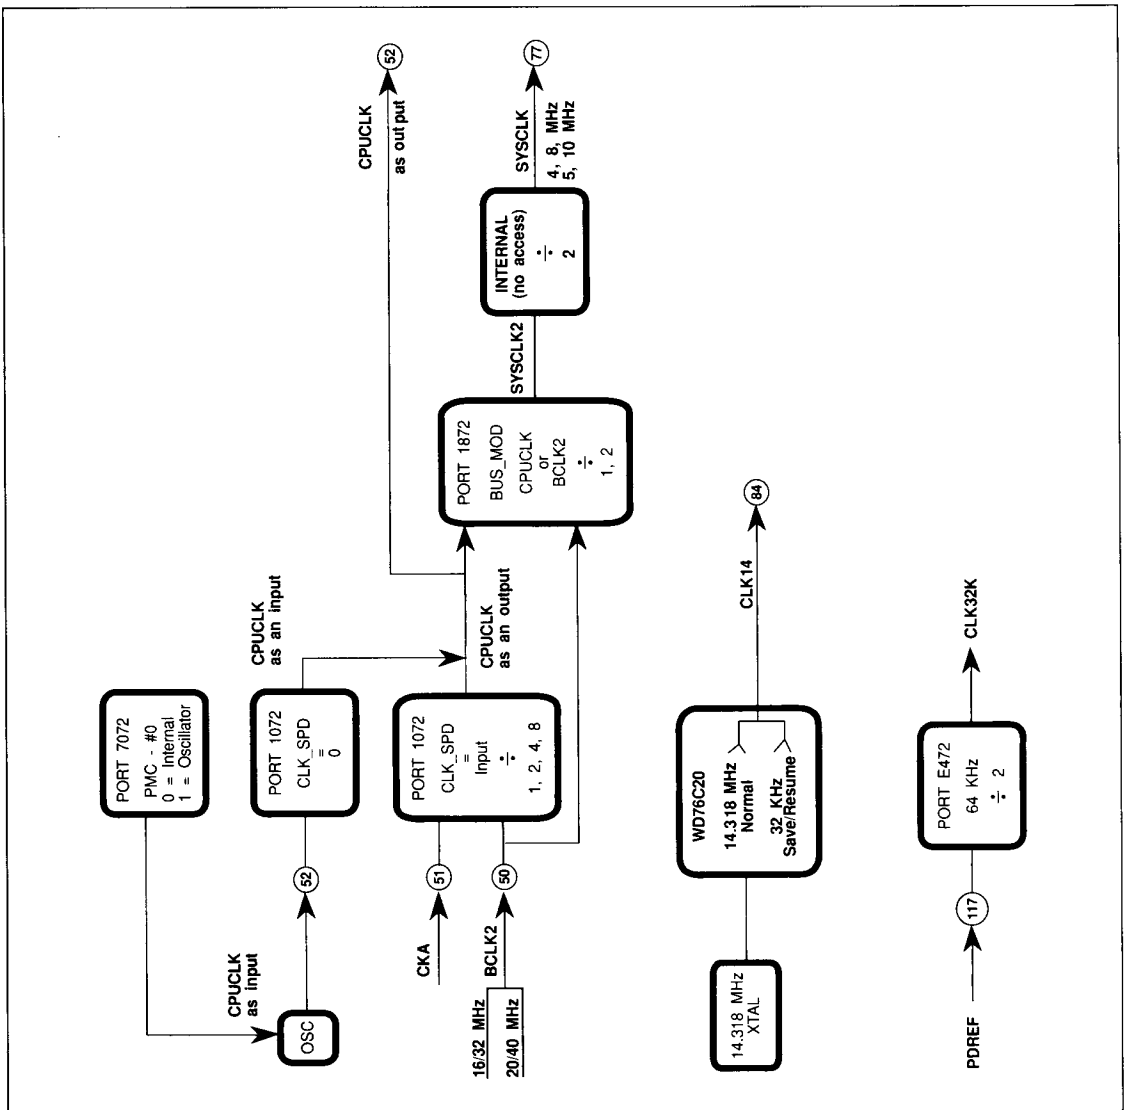 PORT 7072
PMC - #0
0 = Internal
1 = Oscillator
CPUCLK
as input
OSC
52
PORT 1072
CLK_SPD
=
0
CPUCLK
as an input
CKA
51
BCLK2
50
16/32 MHz
20/40 MHz
PORT 1072
CLK_SPD
=
Input
÷
1, 2, 4, 8
CPUCLK
as an output
CPUCLK
as output
52
PORT 1872
BUS_MOD
CPUCLK
or
BCLK2
÷
1, 2
SYSCLK2
INTERNAL
(no access)
÷
2
SYSCLK
4, 8, MHz
5, 10 MHz
77
14.318 MHz
XTAL
WD76C20
14.318 MHz
Normal
32 KHz
Save/Resume
CLK14
84
PDREF
117
PORT E472
64 KHz
÷ 2
CLK32K